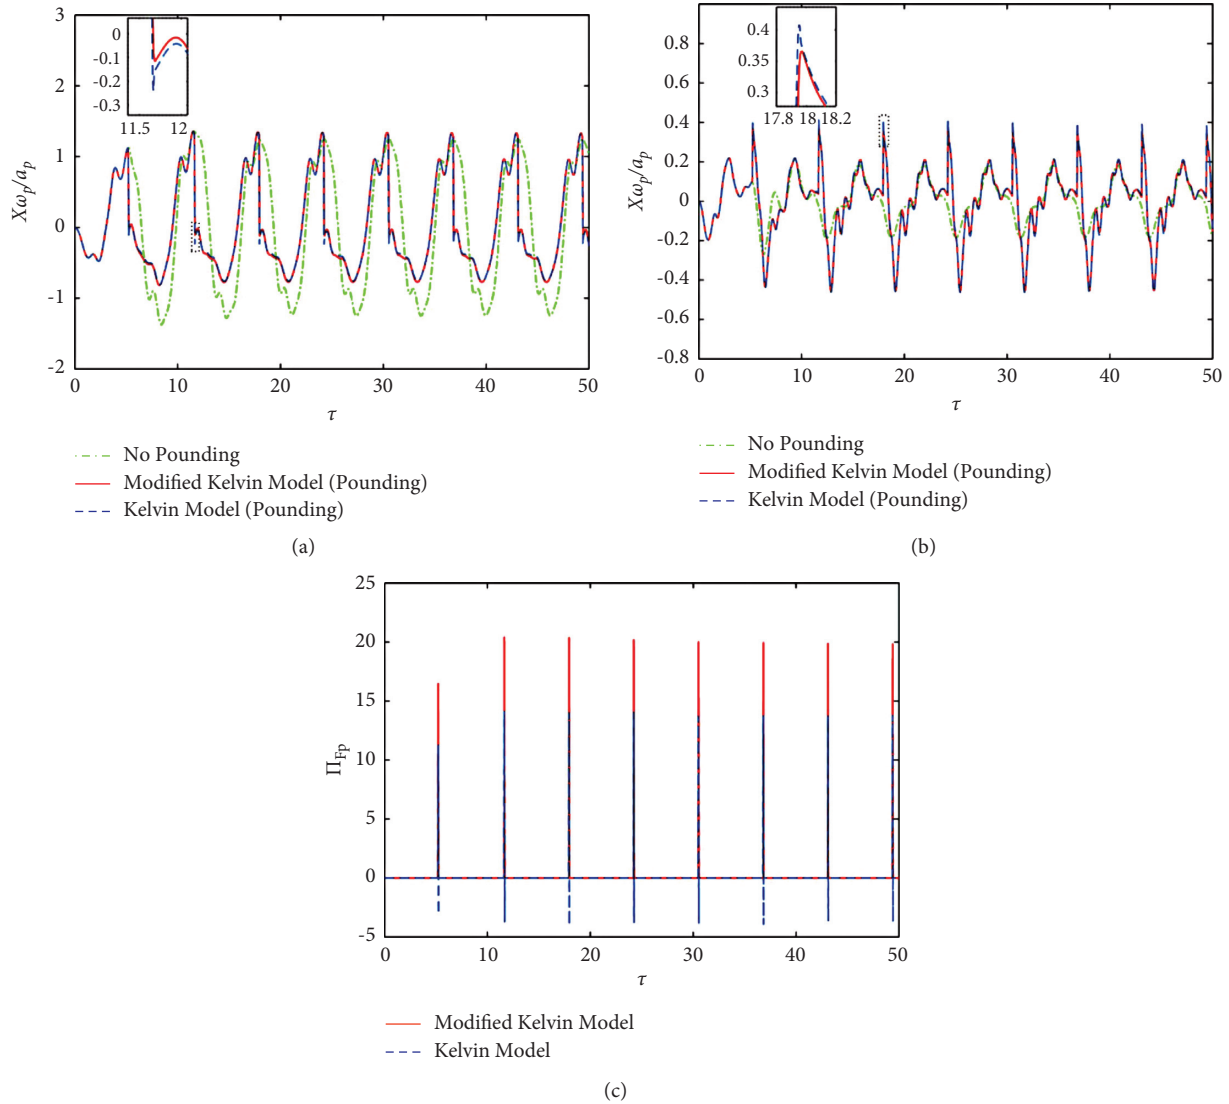 Xω_p/a_p
3
2
1
0
-1
-2
0
-0.1
-0.2
-0.3
11.5 12
0 10 20 30 40 50
τ
No Pounding
Modified Kelvin Model (Pounding)
Kelvin Model (Pounding)
(a)
Xω_p/a_p
1
0.8
0.6
0.4
0.2
0
-0.2
-0.4
-0.6
-0.8
0.4
0.35
0.3
17.8 18 18.2
0 10 20 30 40 50
τ
No Pounding
Modified Kelvin Model (Pounding)
Kelvin Model (Pounding)
(b)
Π_Fp
25
20
15
10
5
0
-5
0 10 20 30 40 50
τ
Modified Kelvin Model
Kelvin Model
(c)